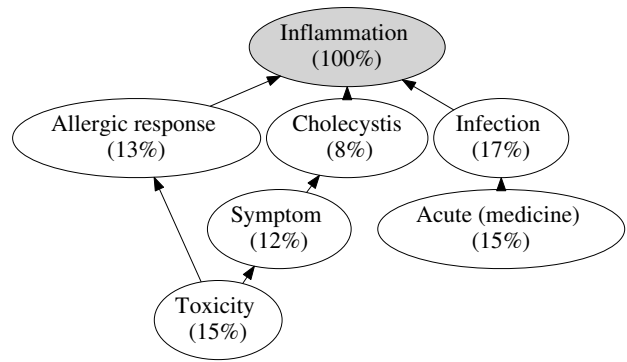 Inflammation
(100%)
Allergic response
(13%)
Cholecystis
(8%)
Infection
(17%)
Symptom
(12%)
Acute (medicine)
(15%)
Toxicity
(15%)